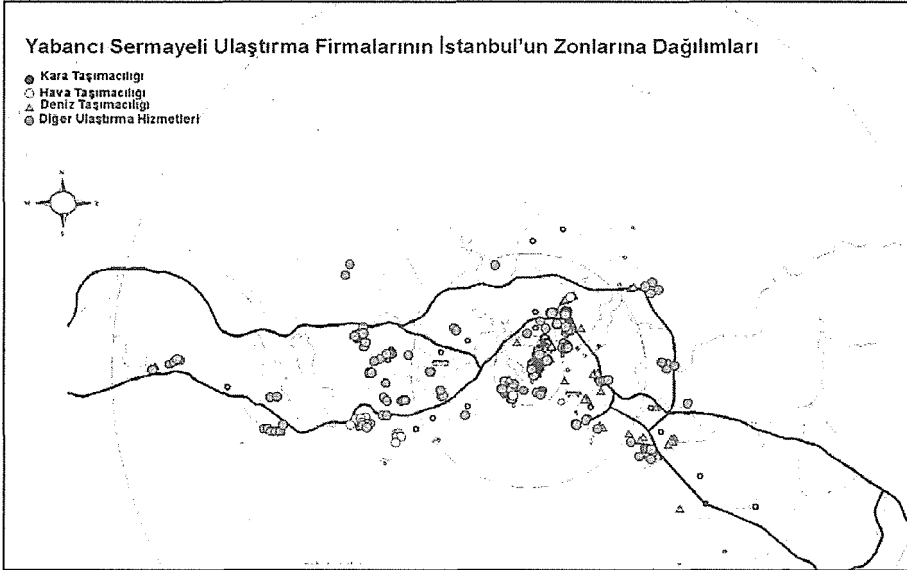 Yabancı Sermayeli Ulaştırma Firmalarının İstanbul'un Zonlarına Dağılımları
Kara Taşımacılığı
Hava Taşımacılığı
Deniz Taşımacılığı
Diğer Ulaştırma Hizmetleri
N
S